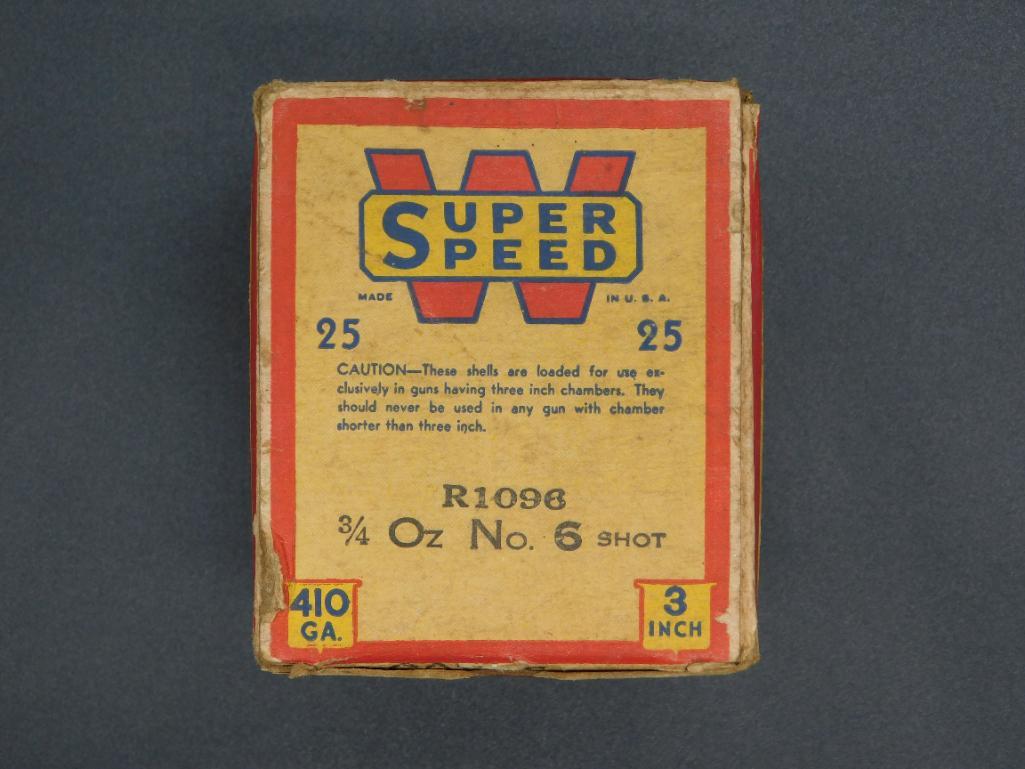 W
SUPER
SPEED
MADE IN U. S. A.
25 25
CAUTION—These shells are loaded for use ex-
clusively in guns having three inch chambers. They
should never be used in any gun with chamber
shorter than three inch.
R1096
¾ Oz No. 6 SHOT
410 3
GA. INCH